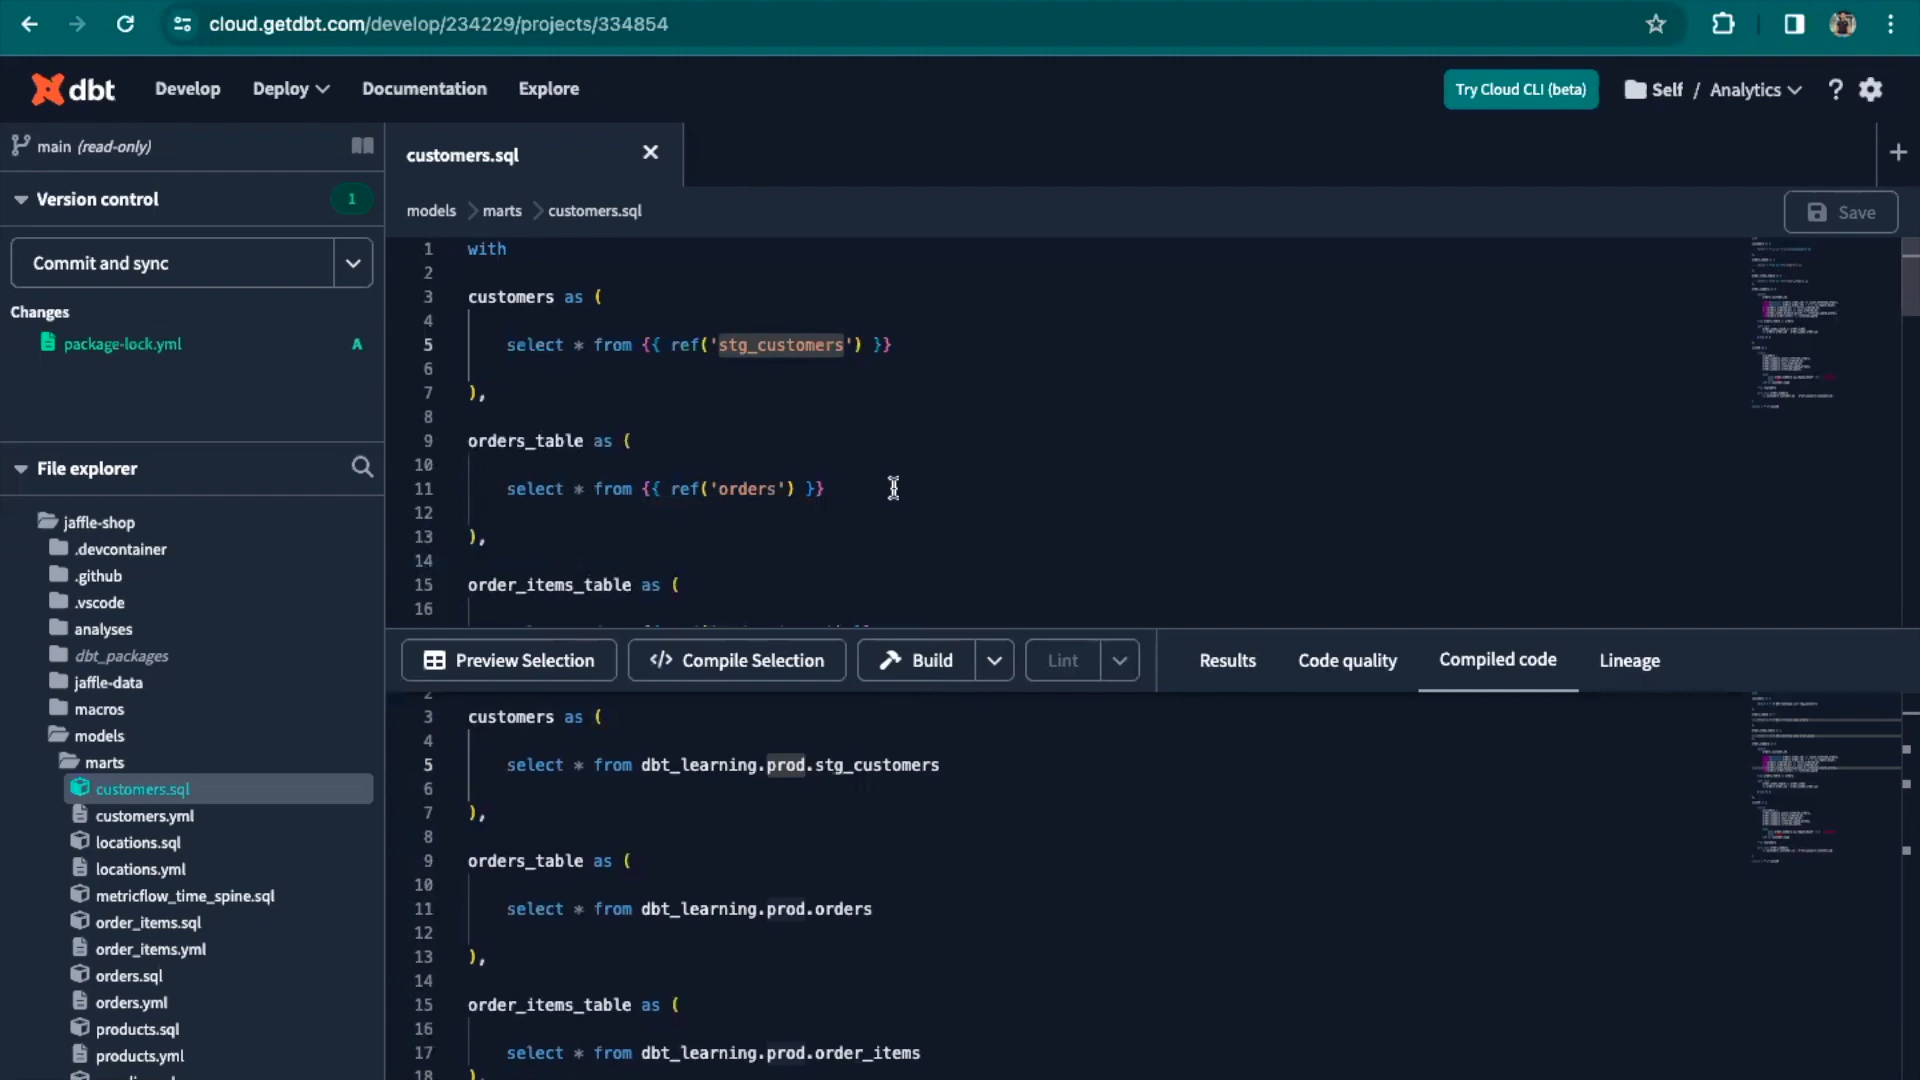 cloud.getdbt.com/develop/234229/projects/334854
dbt
Develop
Deploy
Documentation
Explore
Try Cloud CLI (beta)
Self / Analytics
?
main (read-only)
Version control
1
Commit and sync
Changes
package-lock.yml A
File explorer
jaffle-shop
.devcontainer
.github
.vscode
analyses
dbt_packages
jaffle-data
macros
models
marts
customers.sql
customers.yml
locations.sql
locations.yml
metricflow_time_spine.sql
order_items.sql
order_items.yml
orders.sql
orders.yml
products.sql
products.yml
customers.sql
models > marts > customers.sql
Save
1 with
2
3 customers as (
4
5 select * from {{ ref('stg_customers') }}
6
7 ),
8
9 orders_table as (
10
11 select * from {{ ref('orders') }}
12
13 ),
14
15 order_items_table as (
16
Preview Selection
</> Compile Selection
Build
Lint
Results
Code quality
Compiled code
Lineage
2
3 customers as (
4
5 select * from dbt_learning.prod.stg_customers
6
7 ),
8
9 orders_table as (
10
11 select * from dbt_learning.prod.orders
12
13 ),
14
15 order_items_table as (
16
17 select * from dbt_learning.prod.order_items
18